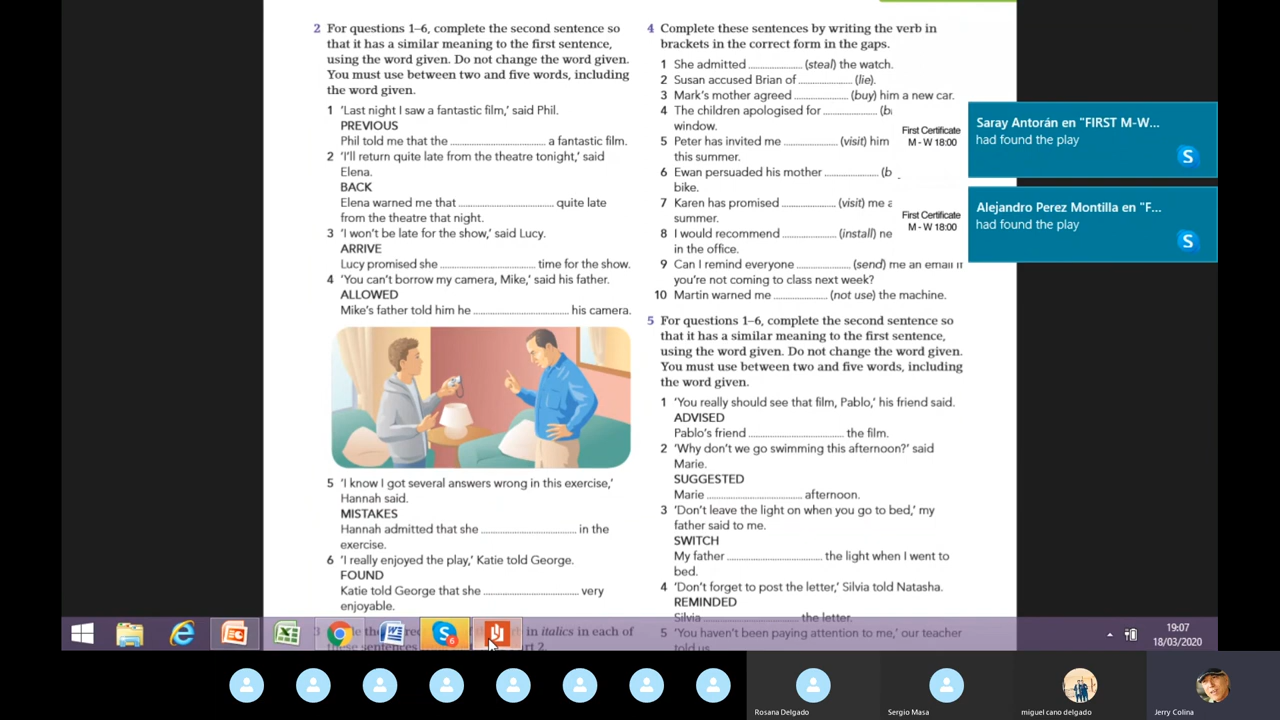 2 For questions 1–6, complete the second sentence so
that it has a similar meaning to the first sentence,
using the word given. Do not change the word given.
You must use between two and five words, including
the word given.
1 'Last night I saw a fantastic film,' said Phil.
PREVIOUS
Phil told me that the .............................. a fantastic film.
2 'I'll return quite late from the theatre tonight,' said
Elena.
BACK
Elena warned me that .............................. quite late
from the theatre that night.
3 'I won't be late for the show,' said Lucy.
ARRIVE
Lucy promised she .............................. time for the show.
4 'You can't borrow my camera, Mike,' said his father.
ALLOWED
Mike's father told him he .............................. his camera.
5 'I know I got several answers wrong in this exercise,'
Hannah said.
MISTAKES
Hannah admitted that she .............................. in the
exercise.
6 'I really enjoyed the play,' Katie told George.
FOUND
Katie told George that she .............................. very
enjoyable.
in italics in each of
these sentences
4 Complete these sentences by writing the verb in
brackets in the correct form in the gaps.
1 She admitted ................. (steal) the watch.
2 Susan accused Brian of ................. (lie).
3 Mark's mother agreed ................. (buy) him a new car.
4 The children apologised for .................
window.
5 Peter has invited me ................. (visit) him
this summer.
6 Ewan persuaded his mother .................
bike.
7 Karen has promised ................. (visit) me
summer.
8 I would recommend ................. (install)
in the office.
9 Can I remind everyone ................. (send) me an email if
you're not coming to class next week?
10 Martin warned me ................. (not use) the machine.
5 For questions 1–6, complete the second sentence so
that it has a similar meaning to the first sentence,
using the word given. Do not change the word given.
You must use between two and five words, including
the word given.
1 'You really should see that film, Pablo,' his friend said.
ADVISED
Pablo's friend .............................. the film.
2 'Why don't we go swimming this afternoon?' said
Marie.
SUGGESTED
Marie .............................. afternoon.
3 'Don't leave the light on when you go to bed,' my
father said to me.
SWITCH
My father .............................. the light when I went to
bed.
4 'Don't forget to post the letter,' Silvia told Natasha.
REMINDED
Silvia .............................. the letter.
5 'You haven't been paying attention to me,' our teacher
told us.
First Certificate
M - W 18:00
Saray Antorán en "FIRST M-W...
had found the play
First Certificate
M - W 18:00
Alejandro Perez Montilla en "F...
had found the play
6
19:07
18/03/2020
Rosana Delgado
Sergio Masa
miguel cano delgado
Jerry Colina